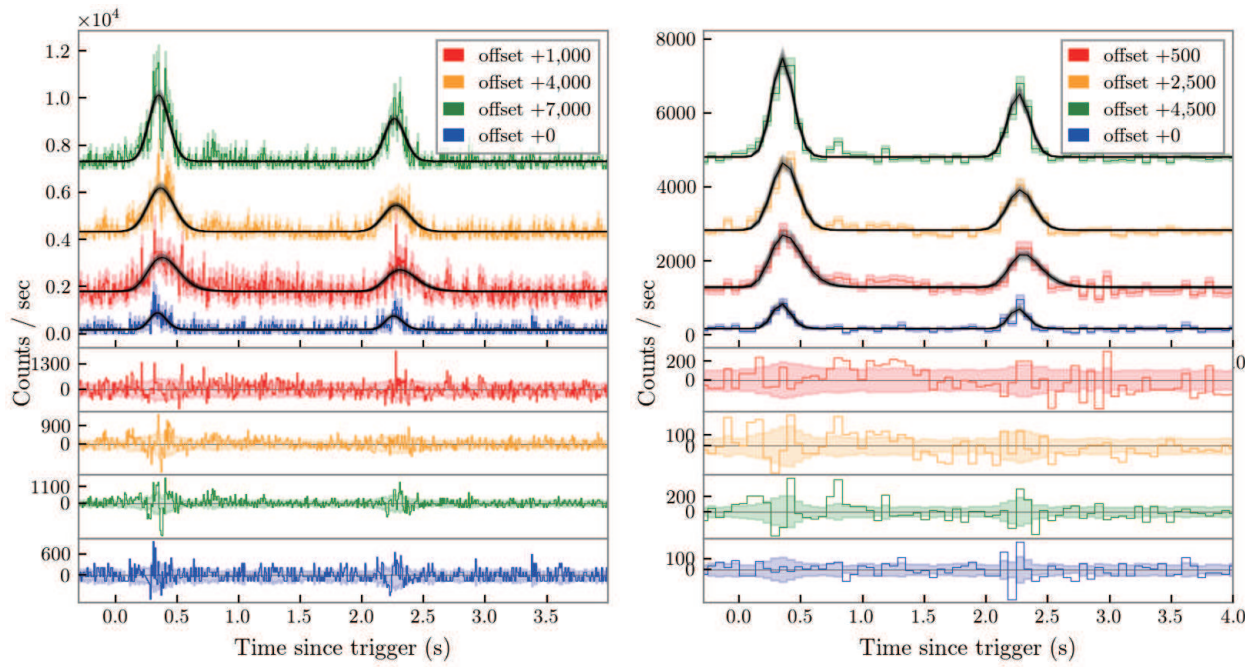 ×10⁴
1.2
1.0
0.8
0.6
0.4
0.2
0.0
offset +1,000
offset +4,000
offset +7,000
offset +0
Counts / sec
1300
0
900
0
1100
0
600
0
0.0 0.5 1.0 1.5 2.0 2.5 3.0 3.5
Time since trigger (s)
8000
6000
4000
2000
0
offset +500
offset +2,500
offset +4,500
offset +0
Counts / sec
200
0
.0
100
0
200
0
100
0
0.0 0.5 1.0 1.5 2.0 2.5 3.0 3.5 4.0
Time since trigger (s)